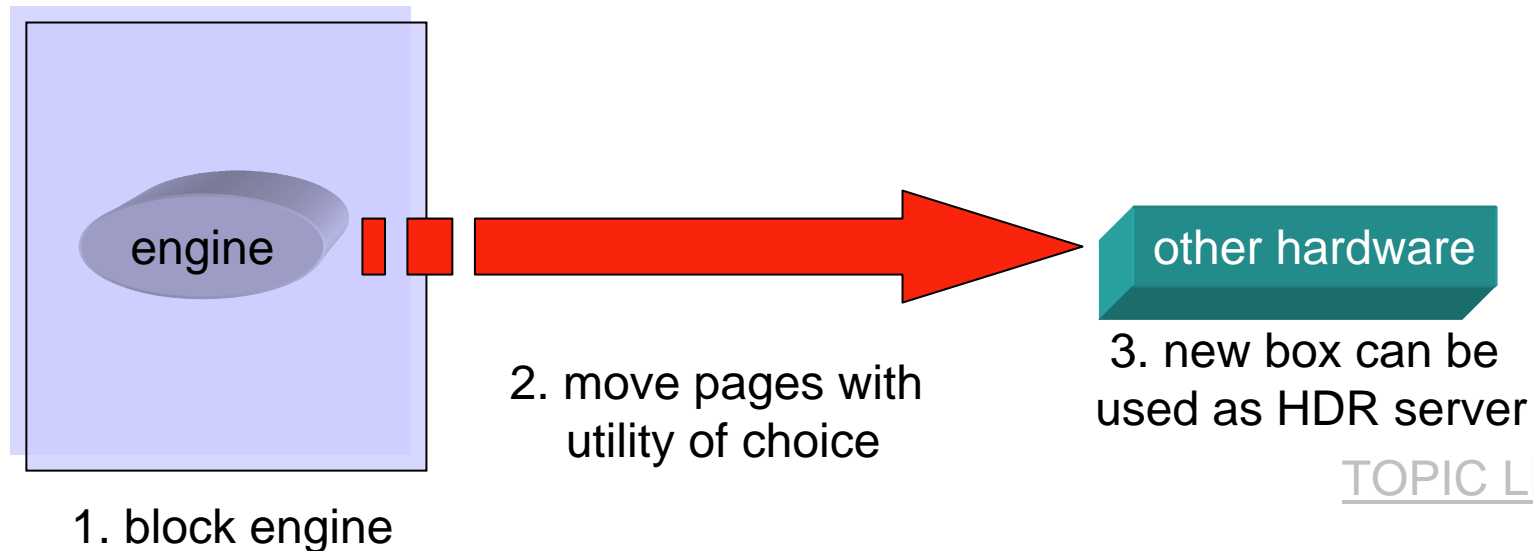 engine
other hardware
2. move pages with
utility of choice
3. new box can be
used as HDR server
TOPIC
1. block engine